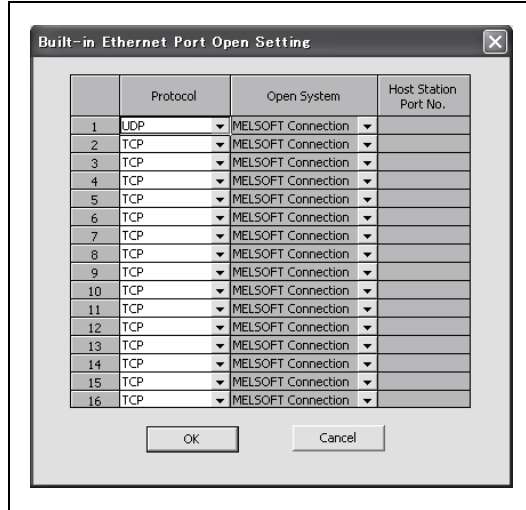 Built-in Ethernet Port Open Setting
Protocol Open System Host Station Port No.
1 UDP MELSOFT Connection
2 TCP MELSOFT Connection
3 TCP MELSOFT Connection
4 TCP MELSOFT Connection
5 TCP MELSOFT Connection
6 TCP MELSOFT Connection
7 TCP MELSOFT Connection
8 TCP MELSOFT Connection
9 TCP MELSOFT Connection
10 TCP MELSOFT Connection
11 TCP MELSOFT Connection
12 TCP MELSOFT Connection
13 TCP MELSOFT Connection
14 TCP MELSOFT Connection
15 TCP MELSOFT Connection
16 TCP MELSOFT Connection
OK Cancel